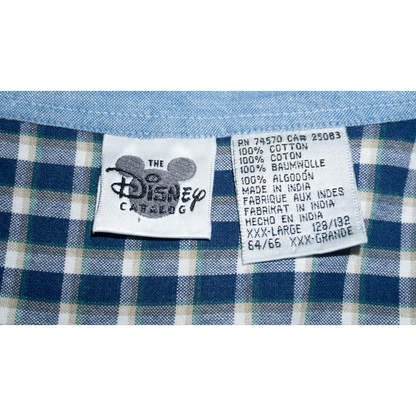 THE
DISNEY
CATALOG
RN 74570 CA# 25083
100% COTTON
100% COTON
100% BAUMWOLLE
100% ALGODÓN
MADE IN INDIA
FABRIQUE AUX INDES
FABRIKAT IN INDIA
HECHO EN INDIA
XXX-LARGE 128/132
64/66 XXX-GRANDE